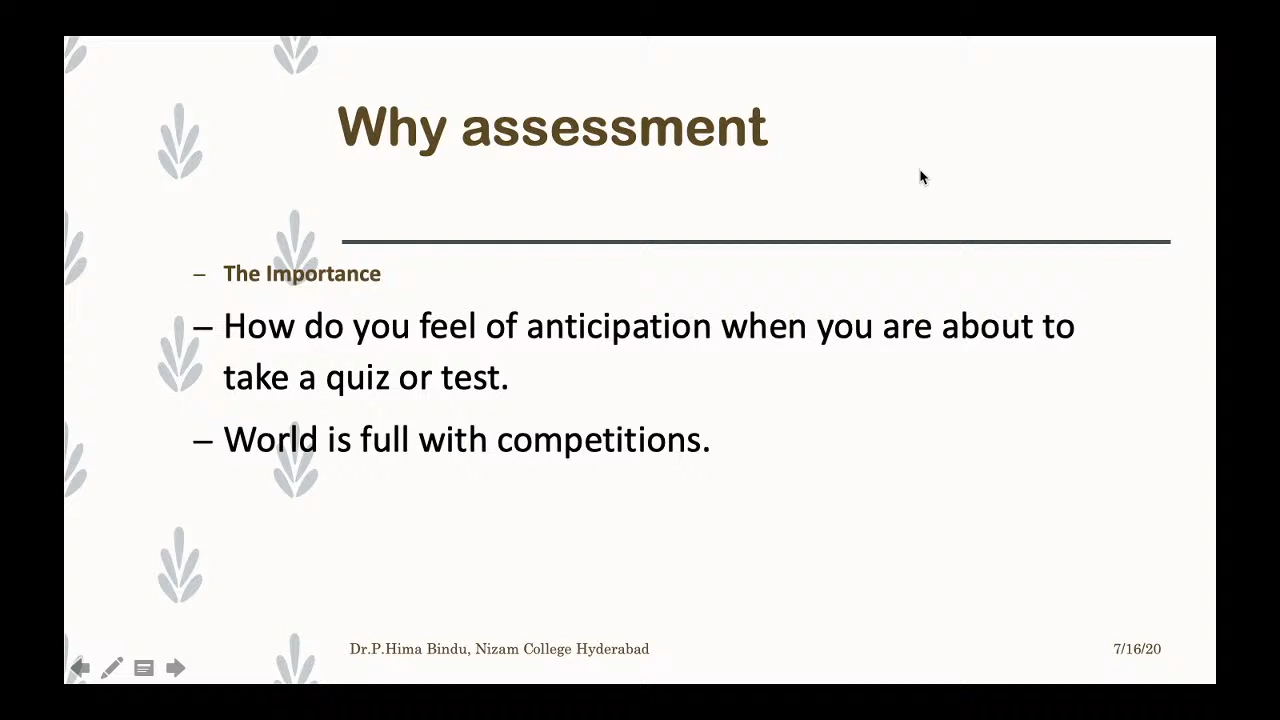 Why assessment
– The Importance
– How do you feel of anticipation when you are about to
take a quiz or test.
– World is full with competitions.
Dr.P.Hima Bindu, Nizam College Hyderabad
7/16/20